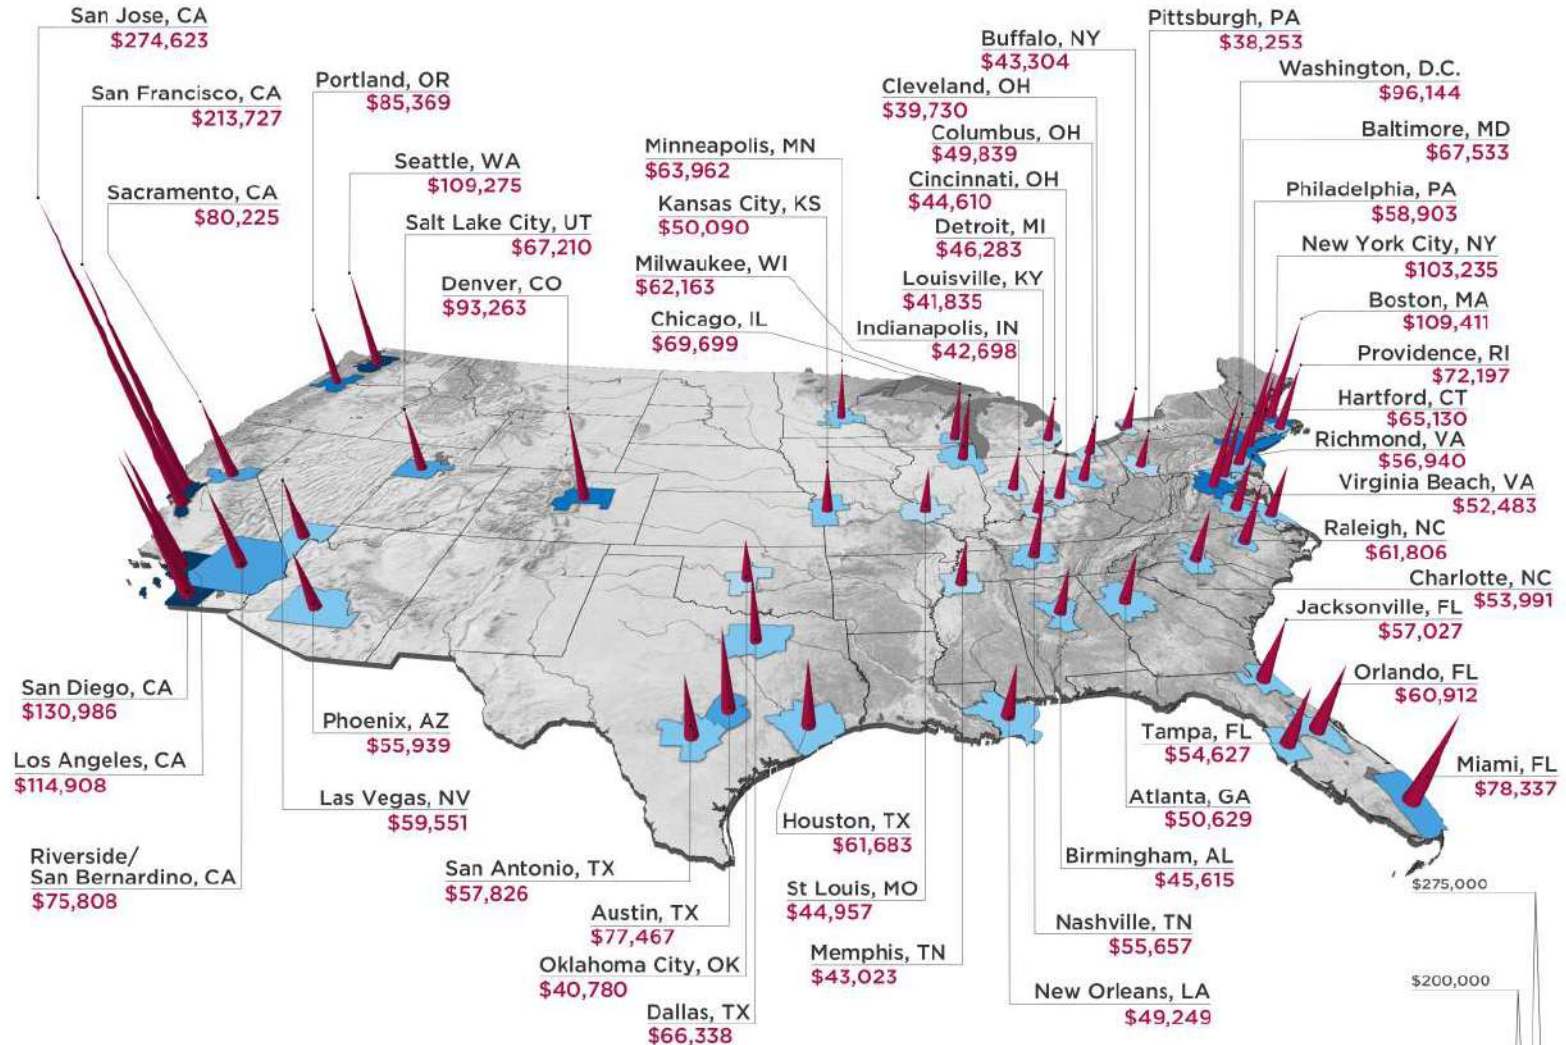 San Jose, CA
$274,623
San Francisco, CA
$213,727
Sacramento, CA
$80,225
Portland, OR
$85,369
Seattle, WA
$109,275
Salt Lake City, UT
$67,210
Denver, CO
$93,263
Minneapolis, MN
$63,962
Kansas City, KS
$50,090
Milwaukee, WI
$62,163
Chicago, IL
$69,699
Buffalo, NY
$43,304
Cleveland, OH
$39,730
Columbus, OH
$49,839
Cincinnati, OH
$44,610
Detroit, MI
$46,283
Louisville, KY
$41,835
Indianapolis, IN
$42,698
Pittsburgh, PA
$38,253
Washington, D.C.
$96,144
Baltimore, MD
$67,533
Philadelphia, PA
$58,903
New York City, NY
$103,235
Boston, MA
$109,411
Providence, RI
$72,197
Hartford, CT
$65,130
Richmond, VA
$56,940
Virginia Beach, VA
$52,483
Raleigh, NC
$61,806
Charlotte, NC
$53,991
Jacksonville, FL
$57,027
Orlando, FL
$60,912
Tampa, FL
$54,627
Miami, FL
$78,337
San Diego, CA
$130,986
Los Angeles, CA
$114,908
Riverside/
San Bernardino, CA
$75,808
Phoenix, AZ
$55,939
Las Vegas, NV
$59,551
San Antonio, TX
$57,826
Austin, TX
$77,467
Oklahoma City, OK
$40,780
Dallas, TX
$66,338
Houston, TX
$61,683
St Louis, MO
$44,957
Memphis, TN
$43,023
Atlanta, GA
$50,629
Birmingham, AL
$45,615
Nashville, TN
$55,657
New Orleans, LA
$49,249
$275,000
$200,000